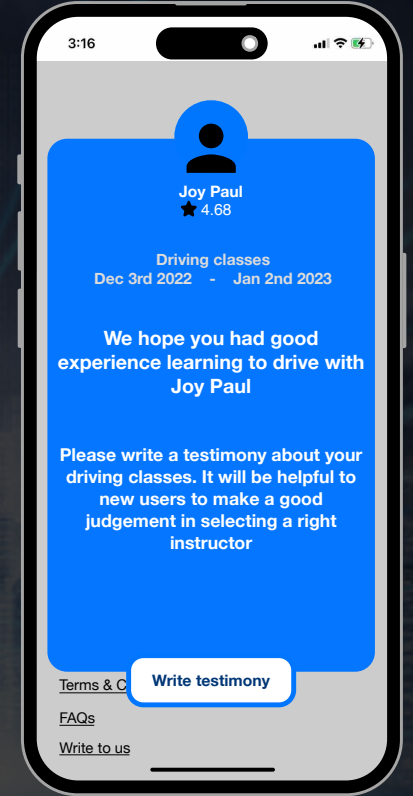 3:16
Joy Paul
4.68
Driving classes
Dec 3rd 2022 - Jan 2nd 2023
We hope you had good
experience learning to drive with
Joy Paul
Please write a testimony about your
driving classes. It will be helpful to
new users to make a good
judgement in selecting a right
instructor
Write testimony
Terms & C
FAQs
Write to us